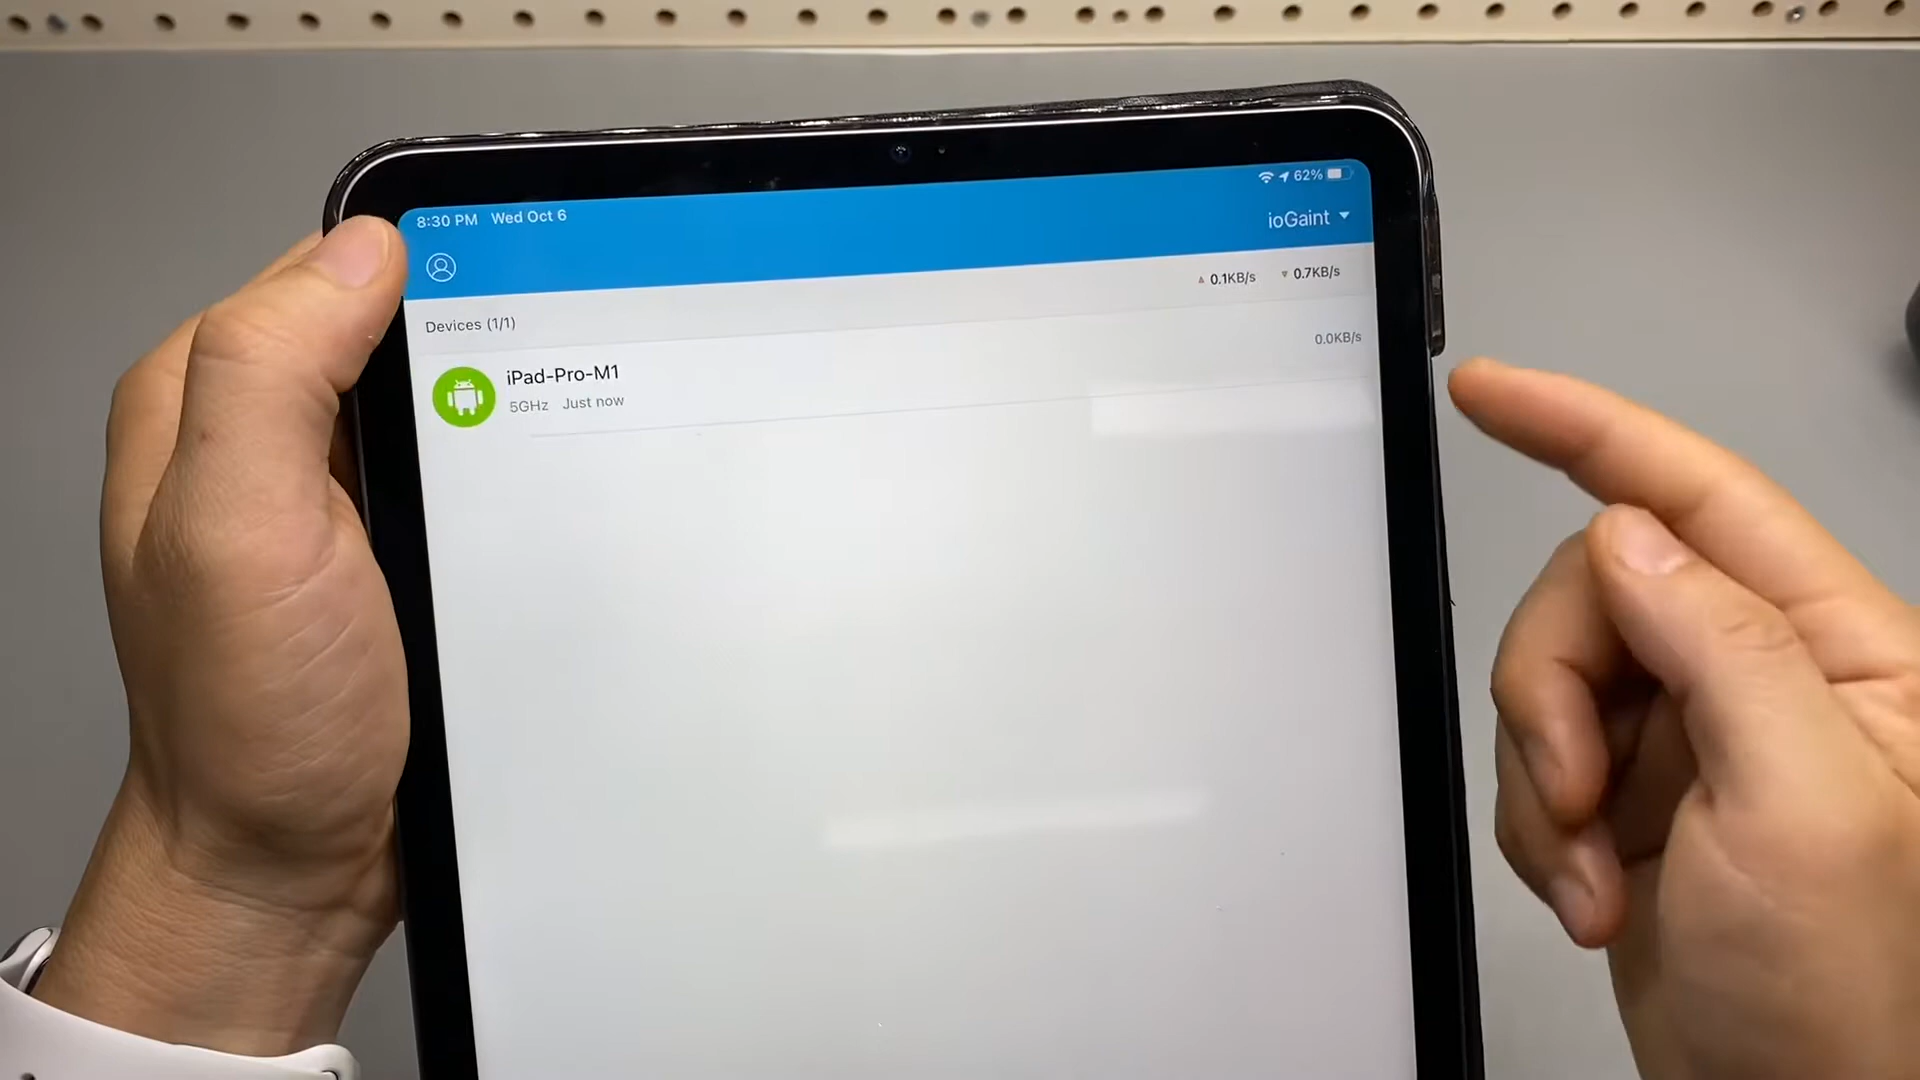 8:30 PM Wed Oct 6
62%
ioGaint
0.1KB/s 0.7KB/s
Devices (1/1)
iPad-Pro-M1
0.0KB/s
5GHz Just now